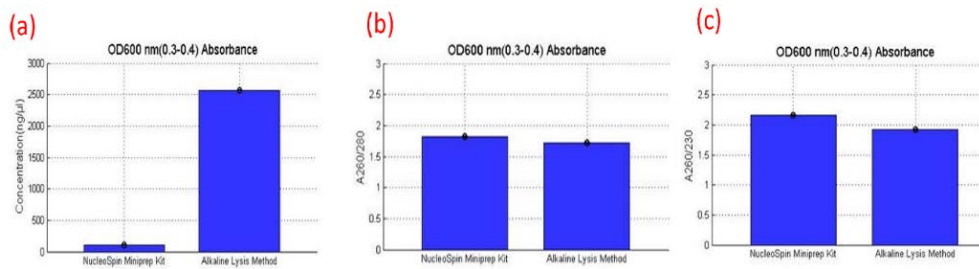 (a)
OD600 nm(0.3-0.4) Absorbance
Concentration(ng/µl)
3000
2500
2000
1500
1000
500
0
NucleoSpin Miniprep Kit
Alkaline Lysis Method
(b)
OD600 nm(0.3-0.4) Absorbance
A260/280
3
2.5
2
1.5
1
0.5
0
NucleoSpin Miniprep Kit
Alkaline Lysis Method
(c)
OD600 nm(0.3-0.4) Absorbance
A260/230
3
2.5
2
1.5
1
0.5
0
NucleoSpin Miniprep Kit
Alkaline Lysis Method